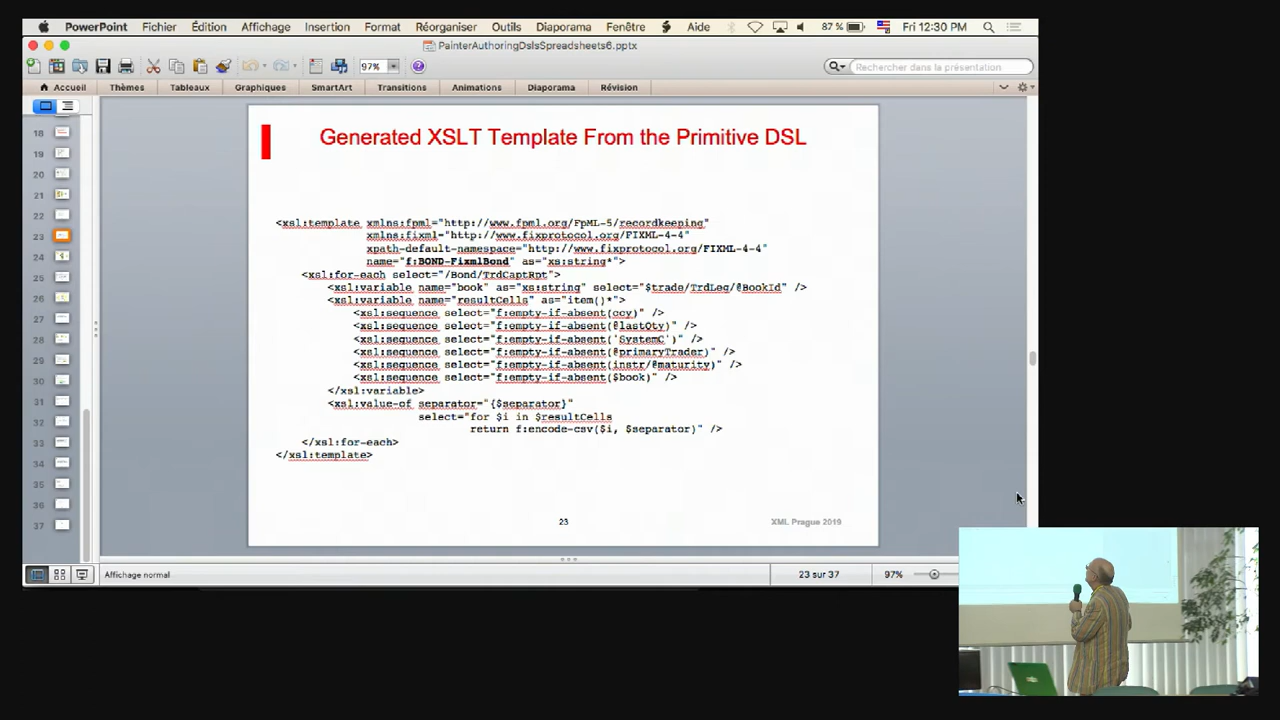 PowerPoint Fichier Édition Affichage Insertion Format Réorganiser Outils Diaporama Fenêtre Aide 87 % Fri 12:30 PM
PainterAuthoringDslsSpreadsheets6.pptx
97% Rechercher dans la présentation
Accueil Thèmes Tableaux Graphiques SmartArt Transitions Animations Diaporama Révision
18
19
20
21
22
23
24
25
26
27
28
29
30
31
32
33
34
35
36
37
Generated XSLT Template From the Primitive DSL
<xsl:template xmlns:fpml="http://www.fpml.org/FpML-5/recordkeeping"
xmlns:fixml="http://www.fixprotocol.org/FIXML-4-4"
xpath-default-namespace="http://www.fixprotocol.org/FIXML-4-4"
name="f:BOND-FixmlBond" as="xs:string*">
<xsl:for-each select="/Bond/TrdCaptRpt">
<xsl:variable name="book" as="xs:string" select="$trade/TrdLeg/@BookId" />
<xsl:variable name="resultCells" as="item()*">
<xsl:sequence select="f:empty-if-absent(ccy)" />
<xsl:sequence select="f:empty-if-absent(@lastQty)" />
<xsl:sequence select="f:empty-if-absent('SystemC')" />
<xsl:sequence select="f:empty-if-absent(@primaryTrader)" />
<xsl:sequence select="f:empty-if-absent(instr/@maturity)" />
<xsl:sequence select="f:empty-if-absent($book)" />
</xsl:variable>
<xsl:value-of separator="{$separator}"
select="for $i in $resultCells
return f:encode-csv($i, $separator)" />
</xsl:for-each>
</xsl:template>
23 XML Prague 2019
Affichage normal 23 sur 37 97%